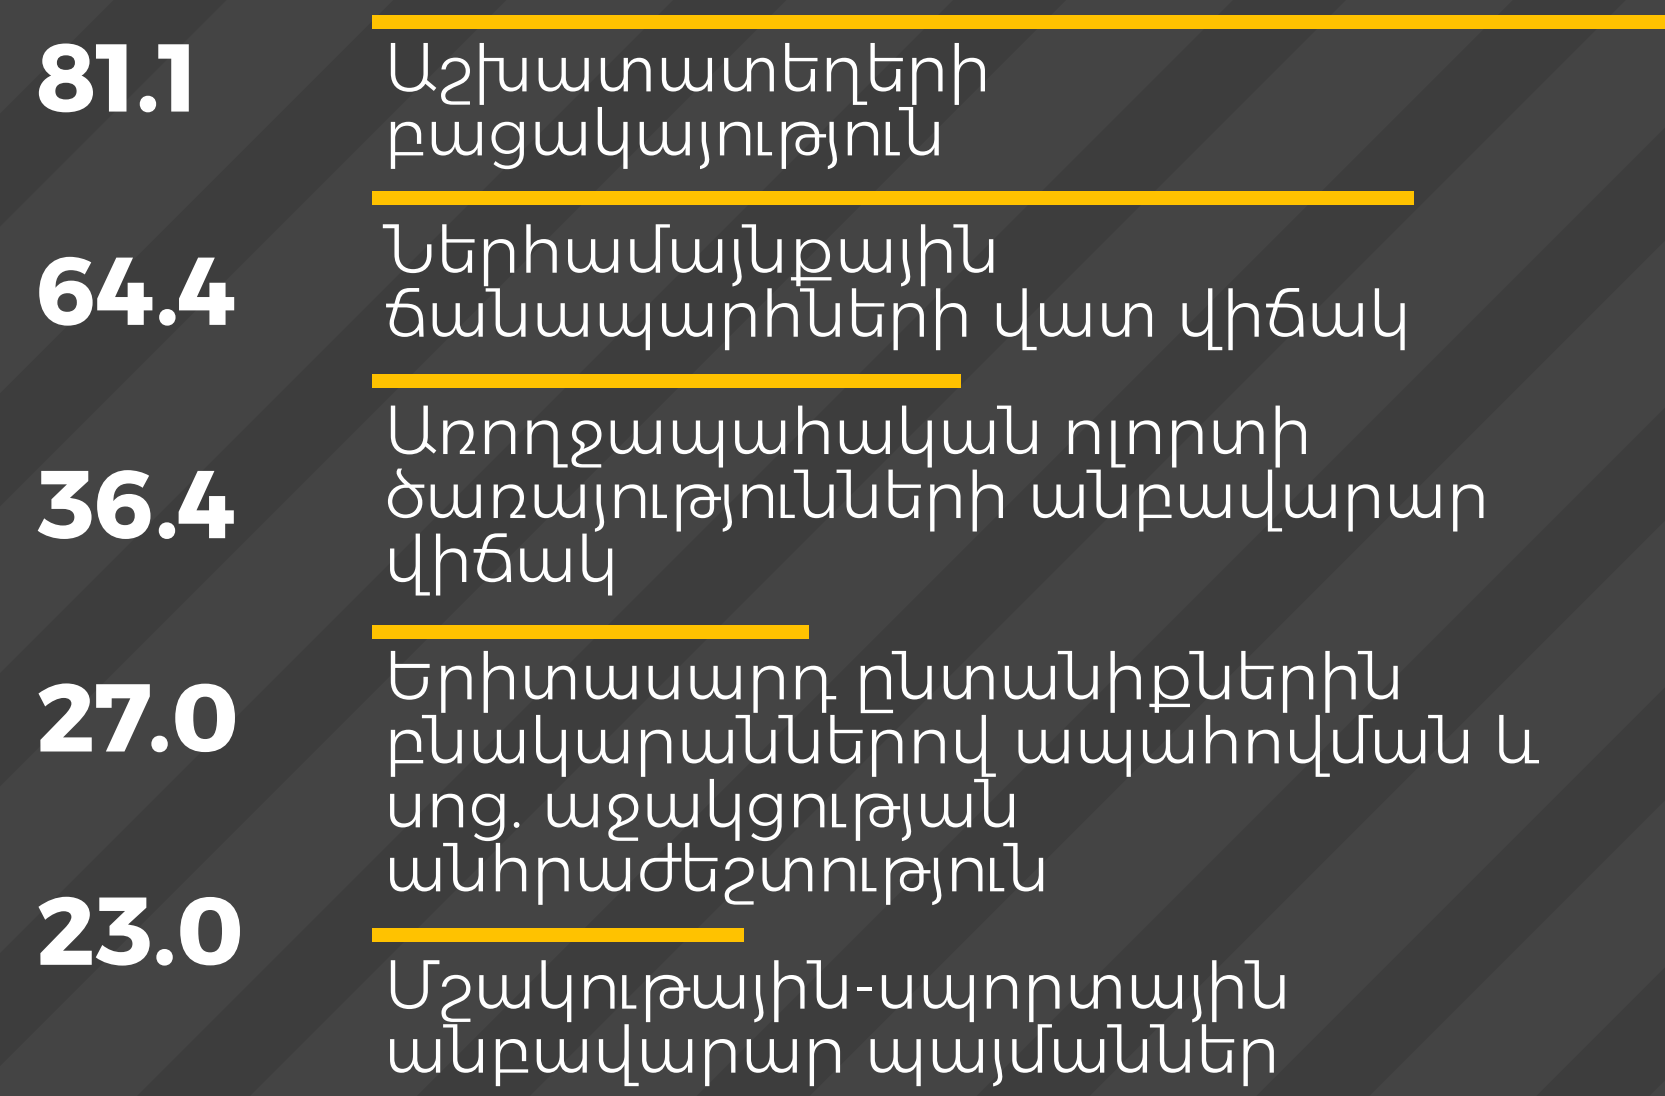 81.1
Աշխատատեղերի
բացակայություն
64.4
Ներհամայնքային
ճանապարհների վատ վիճակ
36.4
Առողջապահական ոլորտի
ծառայությունների անբավարար
վիճակ
27.0
Երիտասարդ ընտանիքներին
բնակարաններով ապահովման և
սոց. աջակցության
անհրաժեշտություն
23.0
Մշակութային-սպորտային
անբավարար պայմաններ